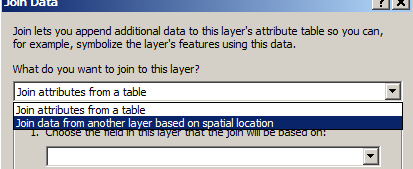 Join Data
Join lets you append additional data to this layer's attribute table so you can,
for example, symbolize the layer's features using this data.
What do you want to join to this layer?
Join attributes from a table
Join attributes from a table
Join data from another layer based on spatial location
1. Choose the field in this layer that the join will be based on: